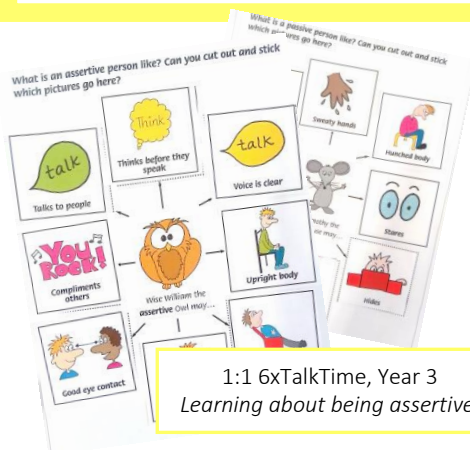 What is an assertive person like? Can you cut out and stick
which pictures go here?
Think
Thinks before they
speak
talk
Talks to people
talk
Voice is clear
YOU
ROCK!
Compliments
others
Wise William the
assertive Owl may...
Upright body
Good eye contact
What is a passive person like? Can you cut out and stick
which pictures go here?
Sweaty hands
Hunched body
may...
Stares
Hides
1:1 6xTalkTime, Year 3
Learning about being assertive